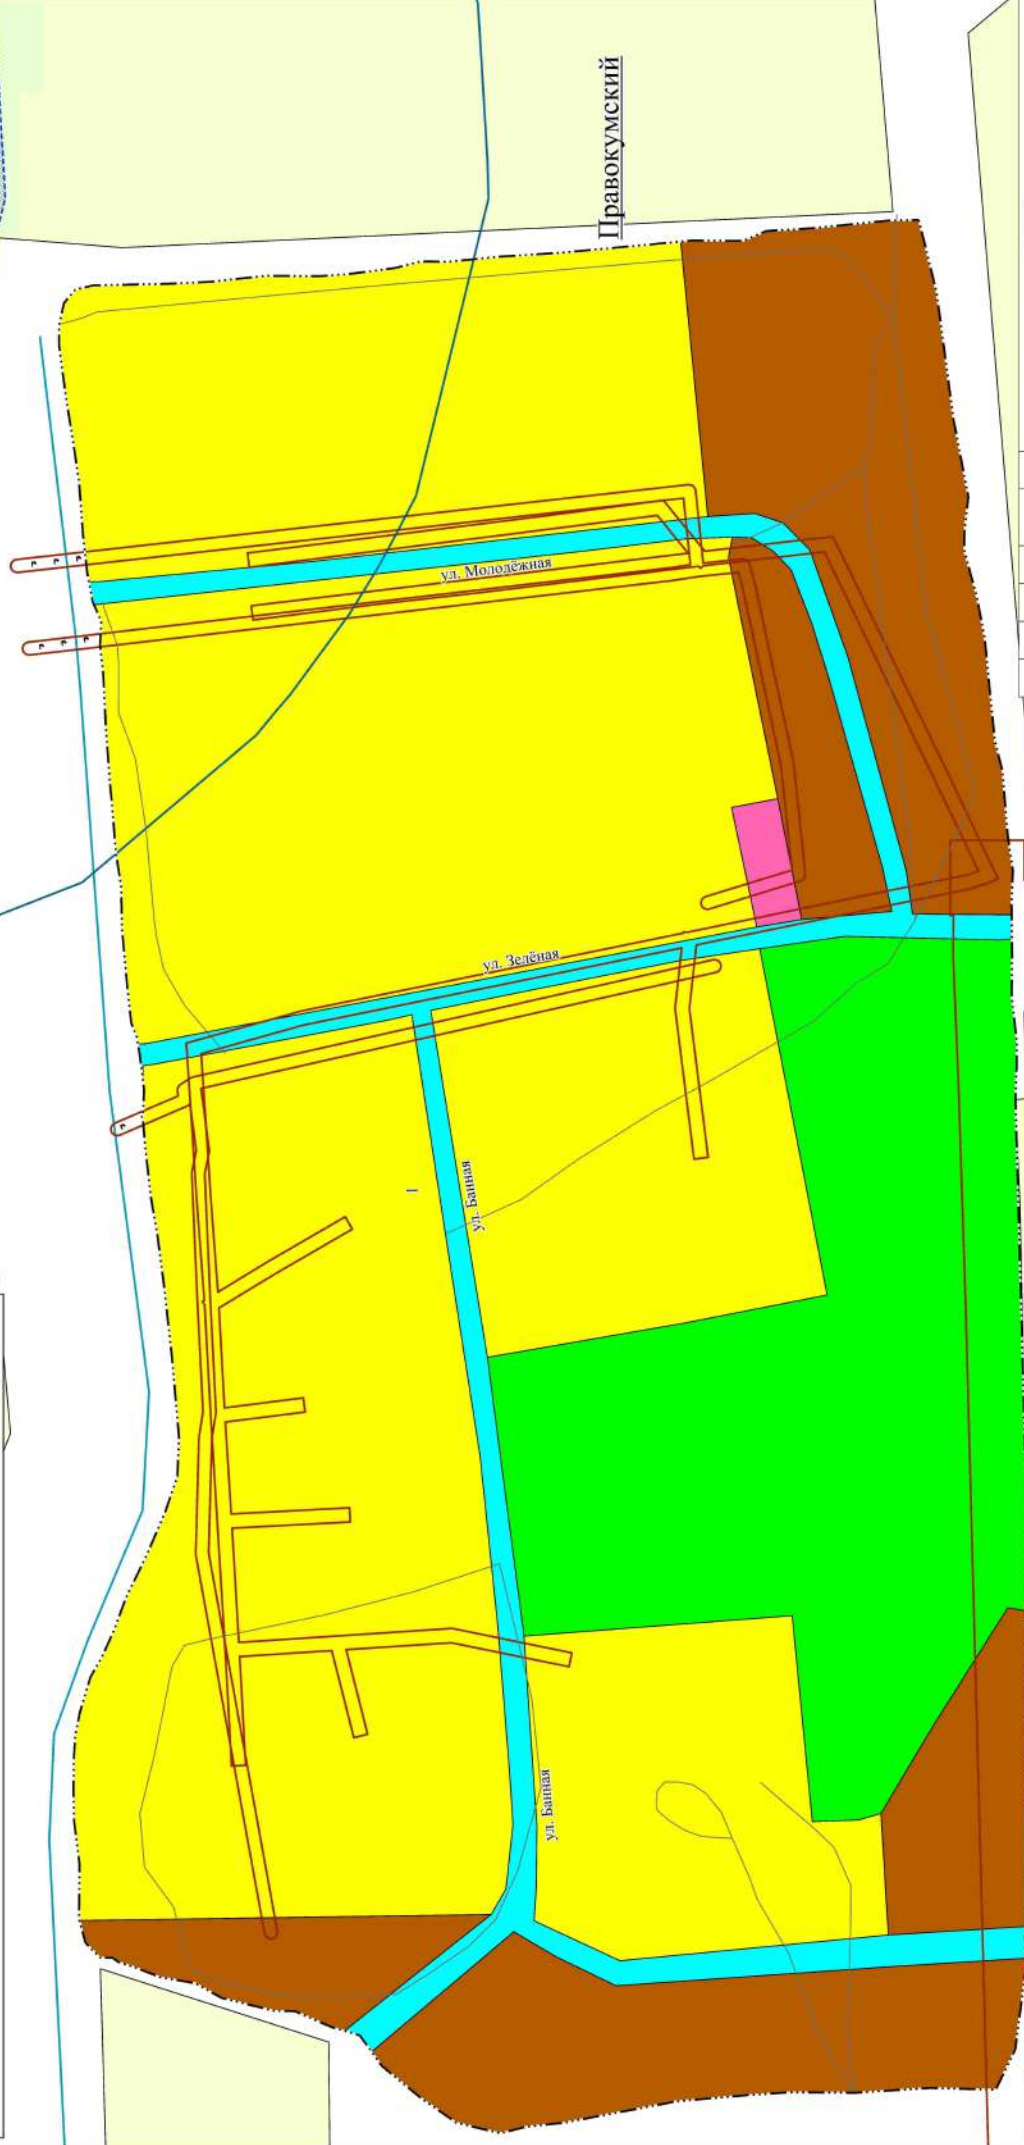 Правокумский
ул. Молодёжная
ул. Зелёная
ул. Банная
ул. Банная